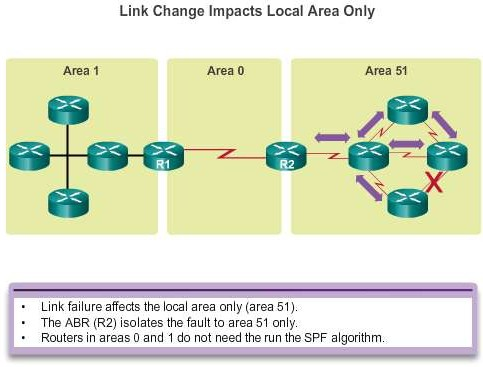 Link Change Impacts Local Area Only
Area 1 Area 0 Area 51
R1 R2
• Link failure affects the local area only (area 51).
• The ABR (R2) isolates the fault to area 51 only.
• Routers in areas 0 and 1 do not need the run the SPF algorithm.